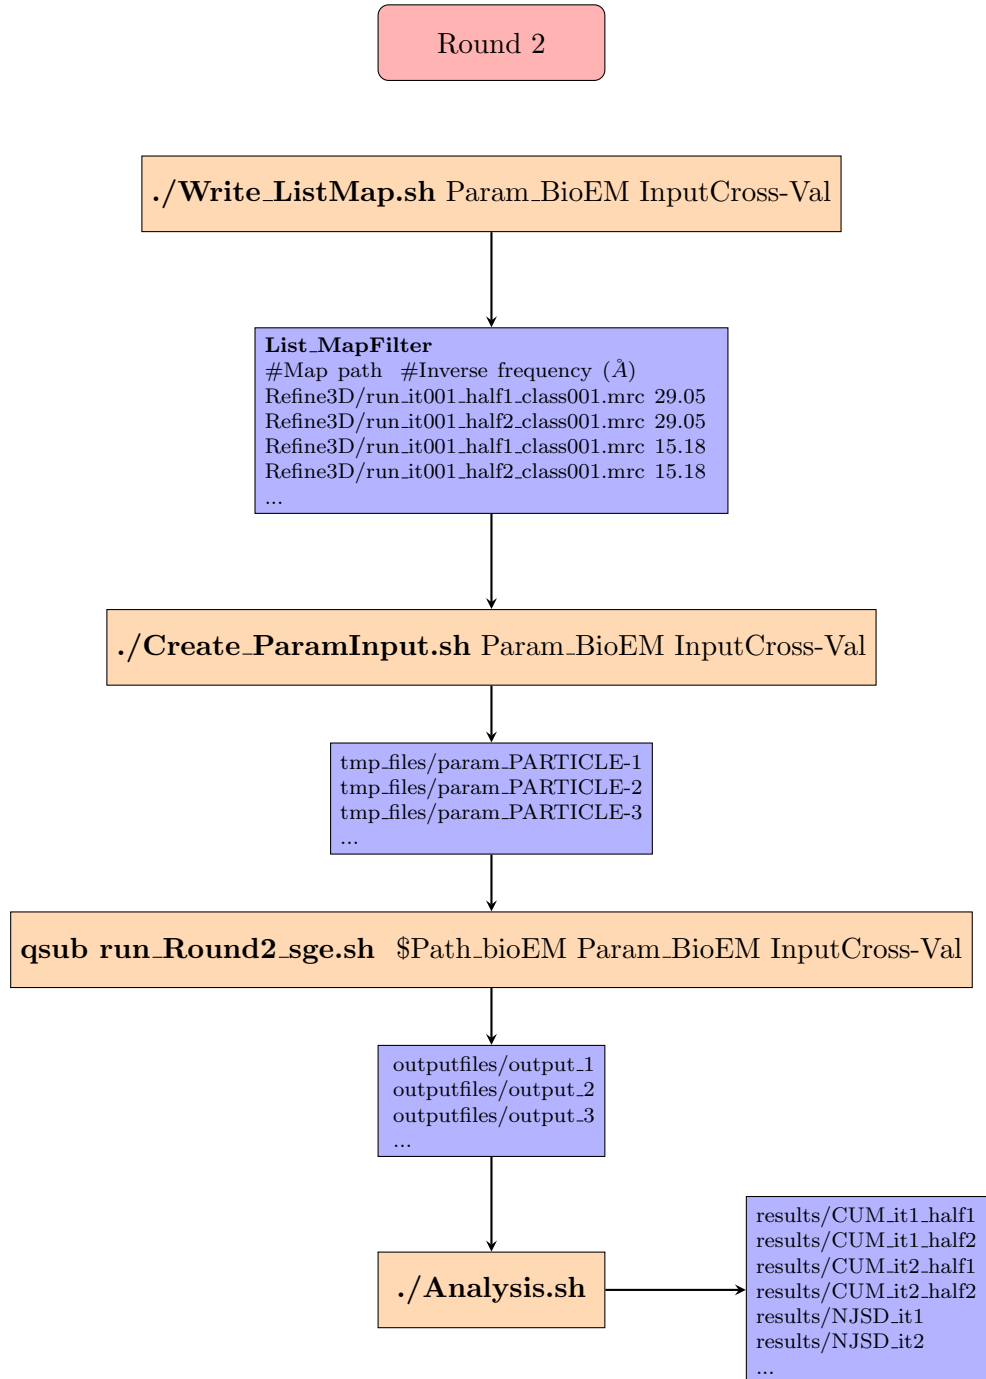 Round 2
./Write_ListMap.sh Param_BioEM InputCross-Val
List_MapFilter
#Map path #Inverse frequency (Å)
Refine3D/run_it001_half1_class001.mrc 29.05
Refine3D/run_it001_half2_class001.mrc 29.05
Refine3D/run_it001_half1_class001.mrc 15.18
Refine3D/run_it001_half2_class001.mrc 15.18
...
./Create_ParamInput.sh Param_BioEM InputCross-Val
tmp_files/param_PARTICLE-1
tmp_files/param_PARTICLE-2
tmp_files/param_PARTICLE-3
...
qsub run_Round2_sge.sh $Path_bioEM Param_BioEM InputCross-Val
outputfiles/output_1
outputfiles/output_2
outputfiles/output_3
...
./Analysis.sh
results/CUM_it1_half1
results/CUM_it1_half2
results/CUM_it2_half1
results/CUM_it2_half2
results/NJSD_it1
results/NJSD_it2
...